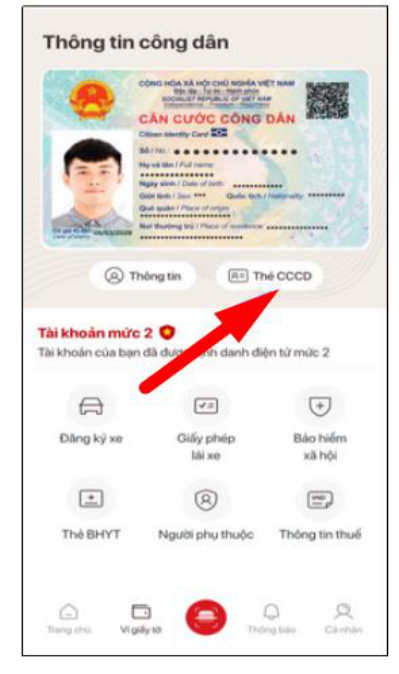 Thông tin công dân
CỘNG HÒA XÃ HỘI CHỦ NGHĨA VIỆT NAM
Độc lập - Tự do - Hạnh phúc
SOCIALIST REPUBLIC OF VIET NAM
Independence - Freedom - Happiness
CĂN CƯỚC CÔNG DÂN
Citizen Identity Card
Số / No.:
Họ và tên / Full name:
Ngày sinh / Date of birth:
Giới tính / Sex: *** Quốc tịch / Nationality: *********
Quê quán / Place of origin:
Nơi thường trú / Place of residence:
Thông tin
Thẻ CCCD
Tài khoản mức 2
Tài khoản của bạn đã được định danh điện tử mức 2
Đăng ký xe
Giấy phép
lái xe
Bảo hiểm
xã hội
Thẻ BHYT
Người phụ thuộc
VND
Thông tin thuế
Trang chủ
Ví giấy tờ
Thông báo
Cá nhân